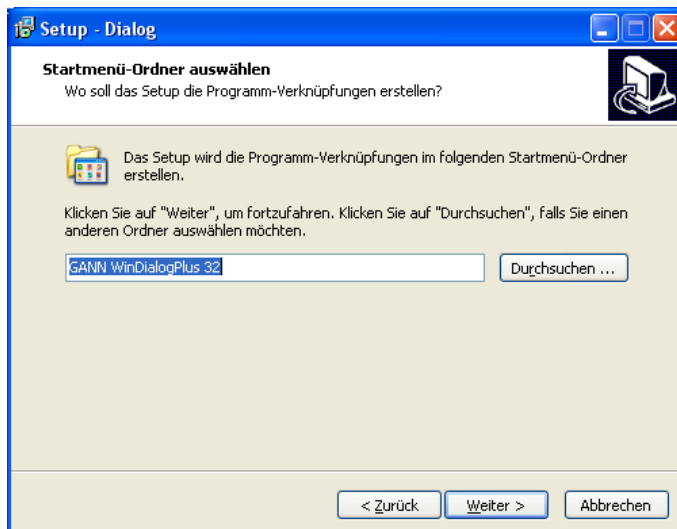 Setup - Dialog
Startmenü-Ordner auswählen
Wo soll das Setup die Programm-Verknüpfungen erstellen?
Das Setup wird die Programm-Verknüpfungen im folgenden Startmenü-Ordner
erstellen.
Klicken Sie auf "Weiter", um fortzufahren. Klicken Sie auf "Durchsuchen", falls Sie einen
anderen Ordner auswählen möchten.
GANN WinDialogPlus 32
Durchsuchen ...
< Zurück
Weiter >
Abbrechen